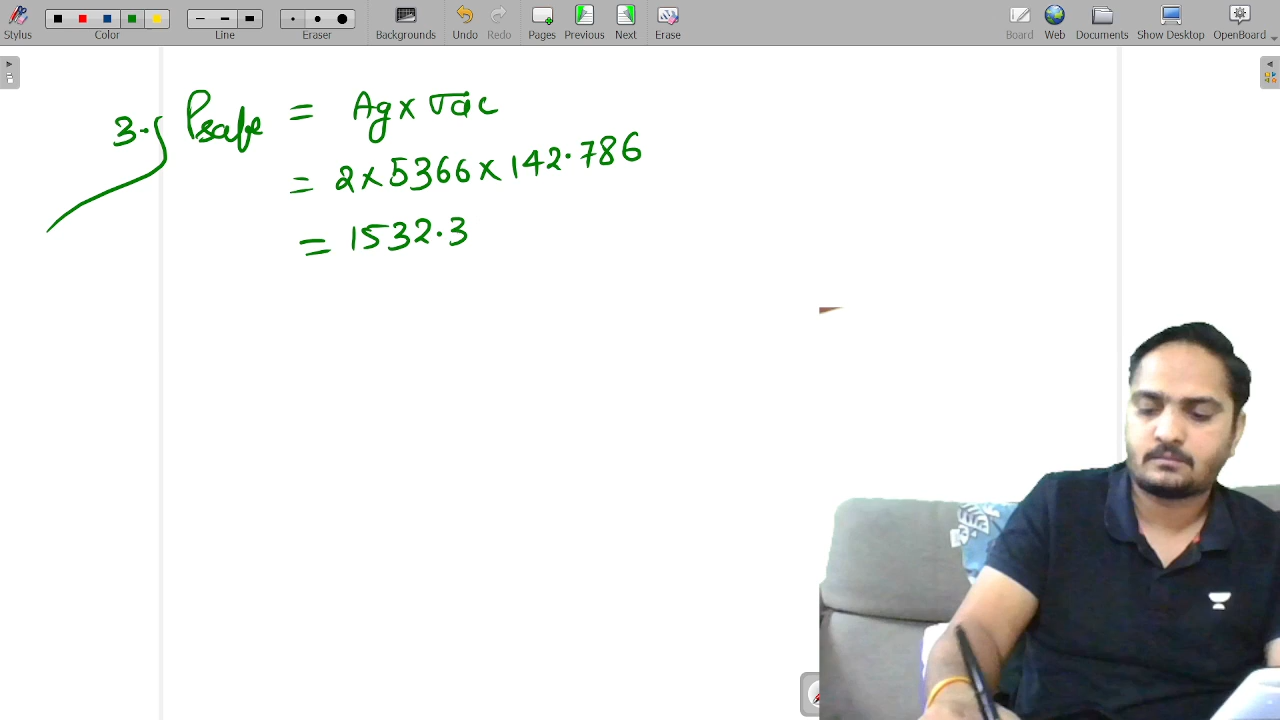 Stylus
Color
Line
Eraser
Backgrounds
Undo
Redo
Pages
Previous
Next
Erase
Board
Web
Documents
Show Desktop
OpenBoard
3. Psafe = Ag x σac
= 2 x 5366 x 142.786
= 1532.3